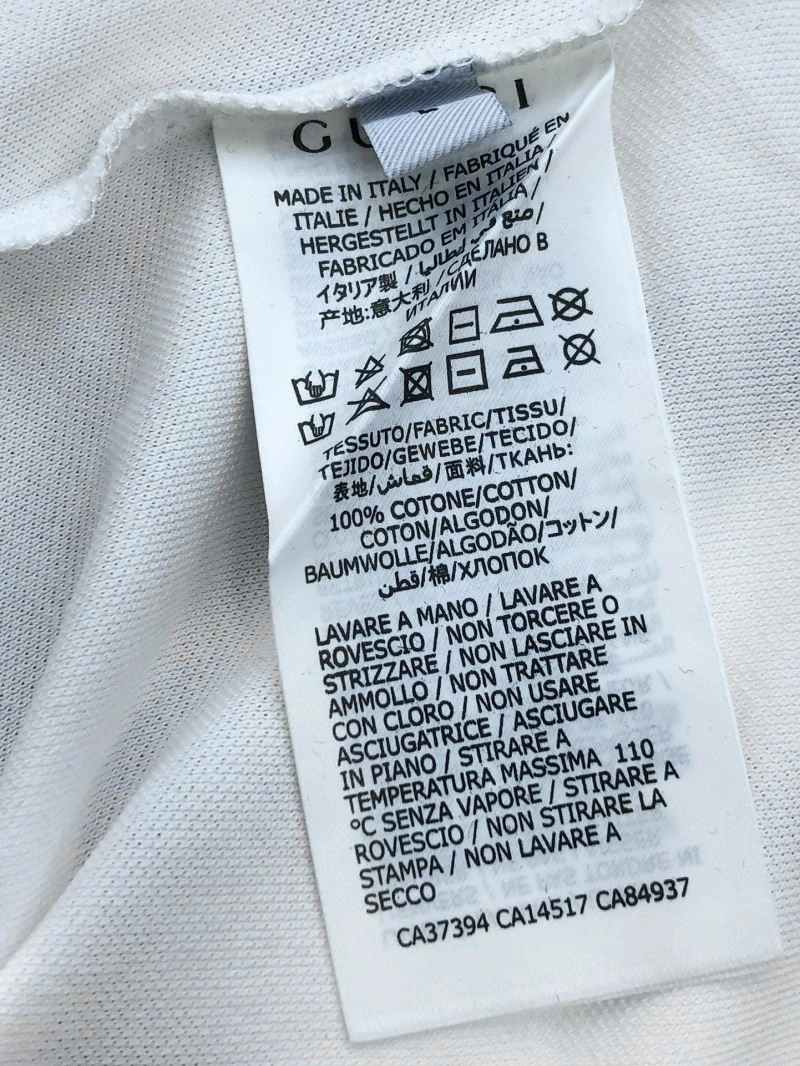 MADE IN ITALY / FABRIQUÉ EN
ITALIE / HECHO EN ITALIA /
HERGESTELLT IN ITALIEN /
FABRICADO EM ITALIA /
صنع في إيطاليا /
イタリア製 / СДЕЛАНО В
产地:意大利 / ИТАЛИИ
TESSUTO/FABRIC/TISSU/
TEJIDO/GEWEBE/TECIDO/
表地/قماش/面料/ТКАНЬ:
100% COTONE/COTTON/
COTON/ALGODON/
BAUMWOLLE/ALGODÃO/コットン/
قطن/棉/ХЛОПОК
LAVARE A MANO / LAVARE A
ROVESCIO / NON TORCERE O
STRIZZARE / NON LASCIARE IN
AMMOLLO / NON TRATTARE
CON CLORO / NON USARE
ASCIUGATRICE / ASCIUGARE
IN PIANO / STIRARE A
TEMPERATURA MASSIMA 110
°C SENZA VAPORE / STIRARE A
ROVESCIO / NON STIRARE LA
STAMPA / NON LAVARE A
SECCO
CA37394 CA14517 CA84937